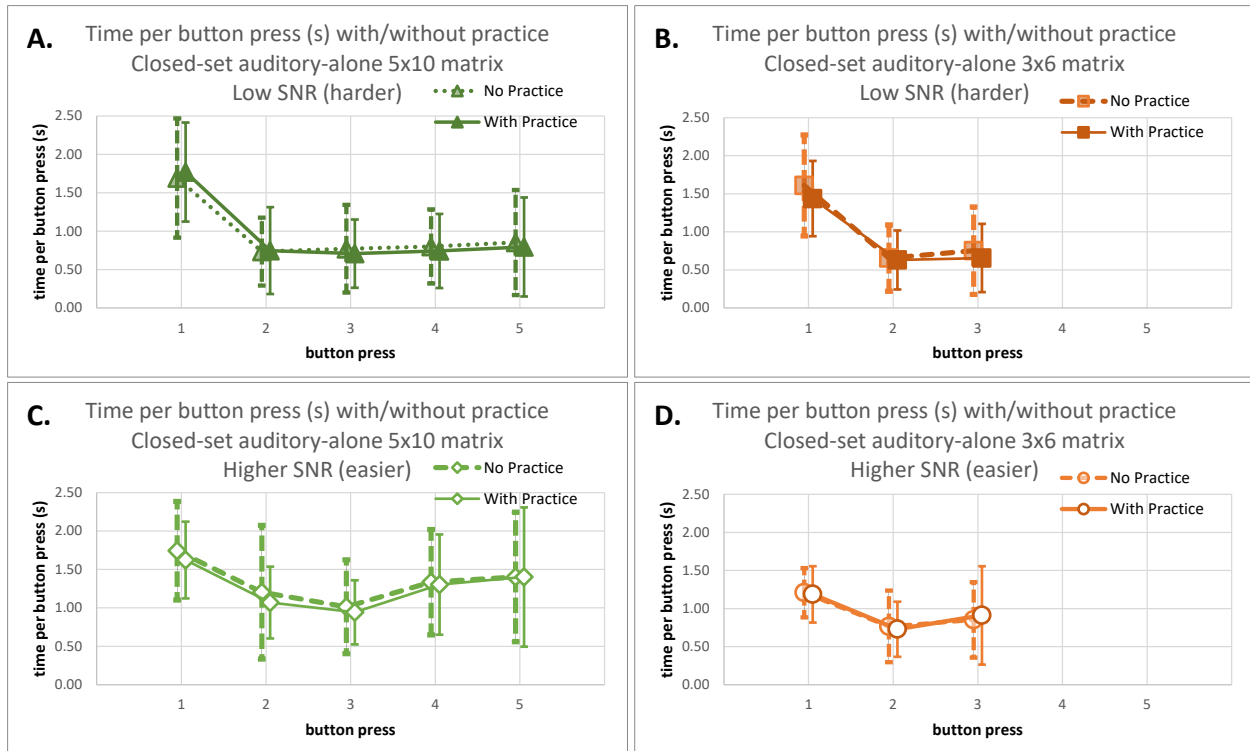 A.
Time per button press (s) with/without practice
Closed-set auditory-alone 5x10 matrix
Low SNR (harder)
No Practice
With Practice
time per button press (s)
2.50
2.00
1.50
1.00
0.50
0.00
1 2 3 4 5
button press
B.
Time per button press (s) with/without practice
Closed-set auditory-alone 3x6 matrix
Low SNR (harder)
No Practice
With Practice
time per button press (s)
2.50
2.00
1.50
1.00
0.50
0.00
1 2 3 4 5
button press
C.
Time per button press (s) with/without practice
Closed-set auditory-alone 5x10 matrix
Higher SNR (easier)
No Practice
With Practice
time per button press (s)
2.50
2.00
1.50
1.00
0.50
0.00
1 2 3 4 5
button press
D.
Time per button press (s) with/without practice
Closed-set auditory-alone 3x6 matrix
Higher SNR (easier)
No Practice
With Practice
time per button press (s)
2.50
2.00
1.50
1.00
0.50
0.00
1 2 3 4 5
button press